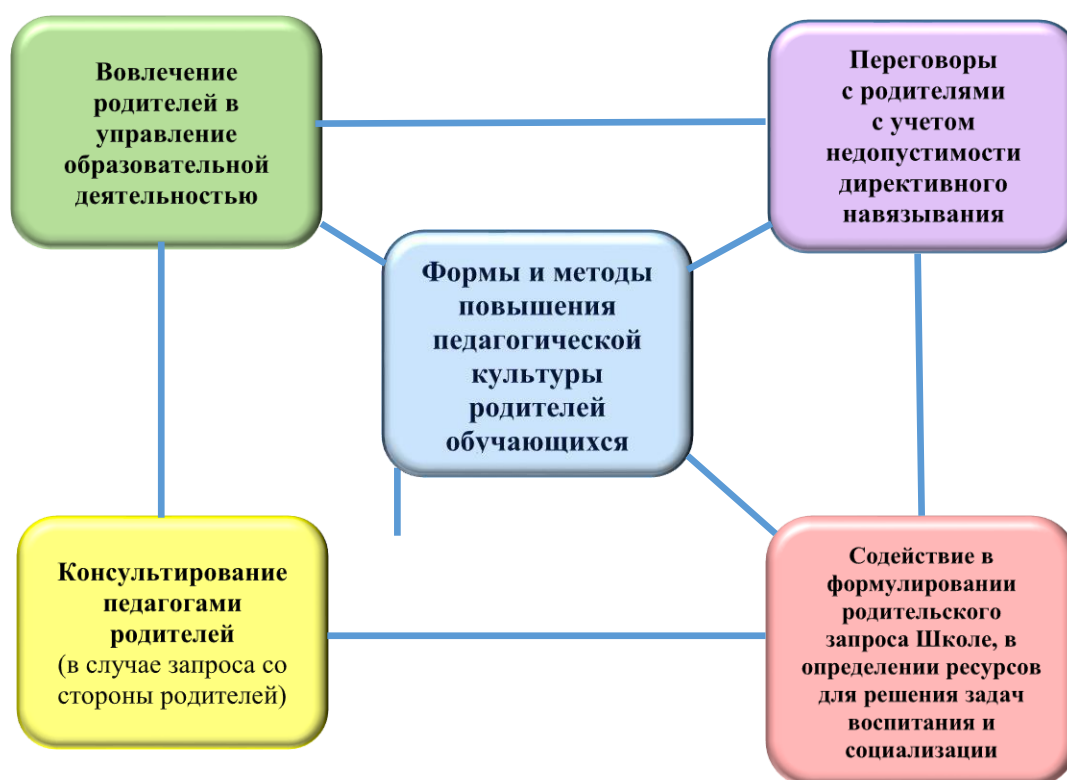 Вовлечение
родителей в
управление
образовательной
деятельностью
Переговоры
с родителями
с учетом
недопустимости
директивного
навязывания
Формы и методы
повышения
педагогической
культуры
родителей
обучающихся
Консультирование
педагогами
родителей
(в случае запроса со
стороны родителей)
Содействие в
формулировании
родительского
запроса Школе, в
определении ресурсов
для решения задач
воспитания и
социализации